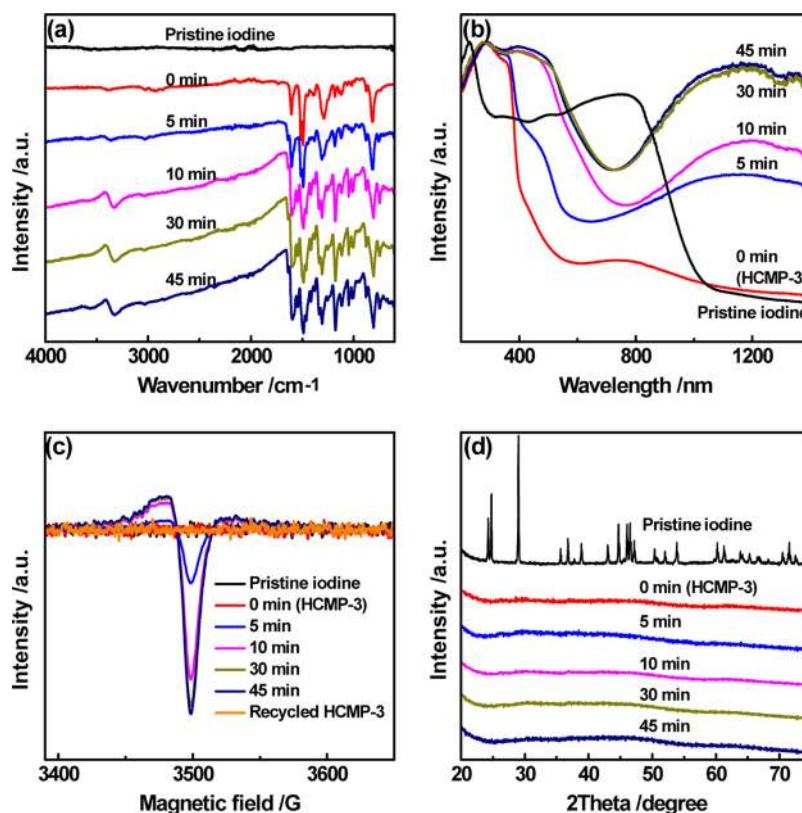 (a)
Pristine iodine
0 min
5 min
10 min
30 min
45 min
Intensity /a.u.
4000 3000 2000 1000
Wavenumber /cm-1
(b)
45 min
30 min
10 min
5 min
0 min
(HCMP-3
Pristine iodine
Intensity /a.u.
400 800 1200
Wavelength /nm
(c)
Pristine iodine
0 min (HCMP-3)
5 min
10 min
30 min
45 min
Recycled HCMP-3
Intensity /a.u.
3400 3500 3600
Magnetic field /G
(d)
Pristine iodine
0 min (HCMP-3)
5 min
10 min
30 min
45 min
Intensity /a.u.
20 30 40 50 60 70
2Theta /degree